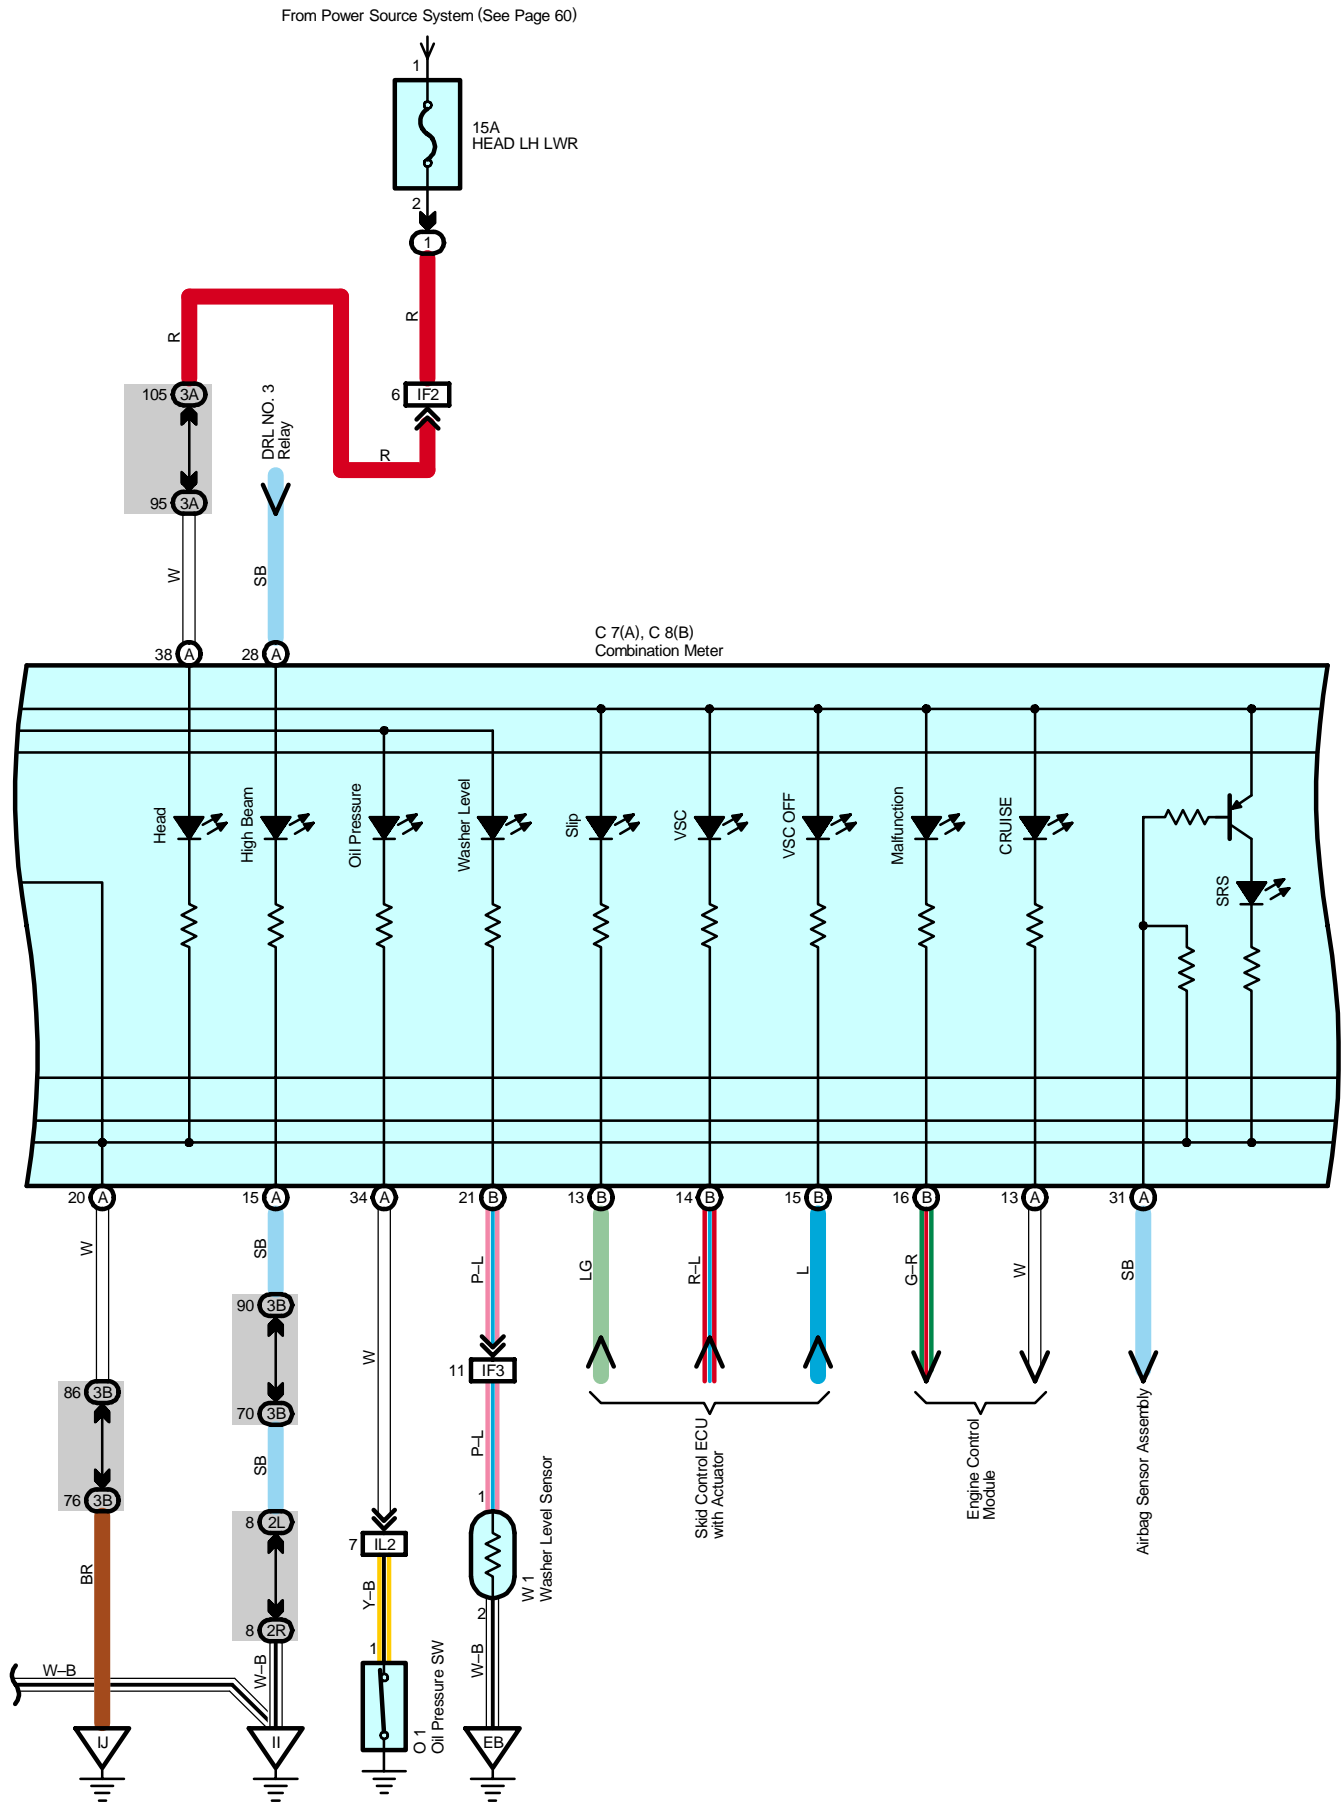 From Power Source System (See Page 60)
1
15A
HEAD LH LWR
2
1
R
R
105 3A
6 IF2
DRL NO. 3
Relay
R
95 3A
W
SB
C 7(A), C 8(B)
Combination Meter
38 A
28 A
Head
High Beam
Oil Pressure
Washer Level
Slip
VSC
VSC OFF
Malfunction
CRUISE
SRS
20 A
15 A
34 A
21 B
13 B
14 B
15 B
16 B
13 A
31 A
W
SB
P–L
LG
R–L
L
G–R
W
SB
90 3B
W
11 IF3
86 3B
70 3B
Skid Control ECU
with Actuator
Engine Control
Module
Airbag Sensor Assembly
P–L
SB
1
76 3B
8 2L
7 IL2
W 1
Washer Level Sensor
BR
Y–B
2
8 2R
1
W–B
W–B
W–B
O 1
Oil Pressure SW
IJ
II
EB